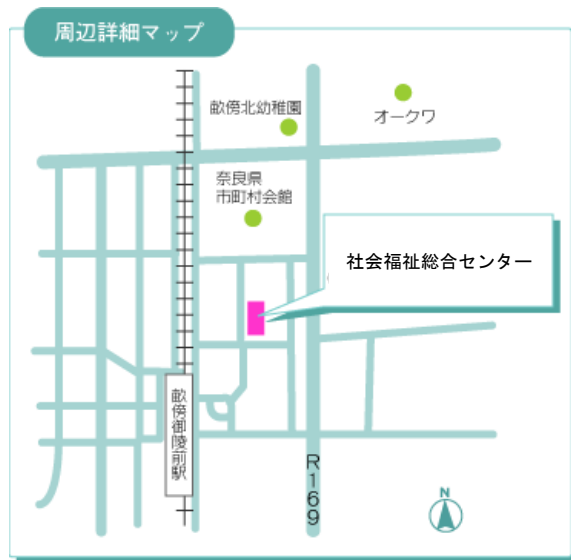 周辺詳細マップ
畝傍北幼稚園
オークワ
奈良県
市町村会館
社会福祉総合センター
畝傍御陵前駅
R169
N